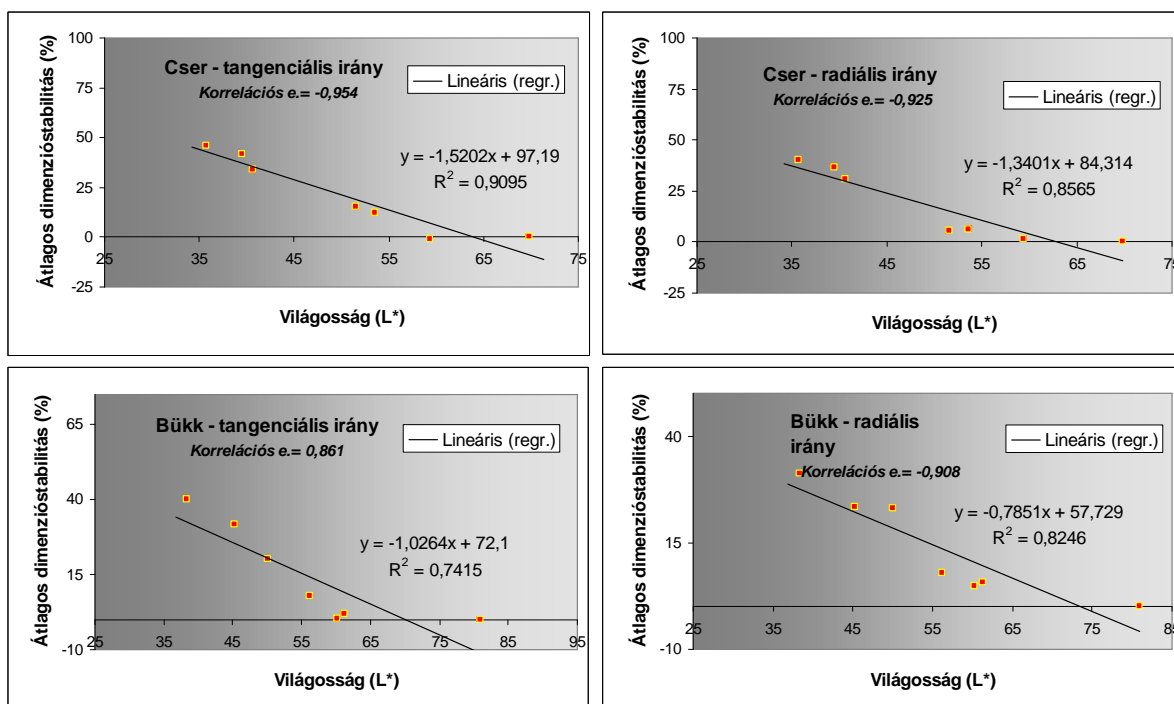 Átlagos dimenzióstabilitás (%)
100
75
50
25
0
-25
Cser - tangenciális irány
Korrelációs e.= -0,954
Lineáris (regr.)
y = -1,5202x + 97,19
R² = 0,9095
25 35 45 55 65 75
Világosság (L*)
Átlagos dimenzióstabilitás (%)
100
75
50
25
0
-25
Cser - radiális irány
Korrelációs e.= -0,925
Lineáris (regr.)
y = -1,3401x + 84,314
R² = 0,8565
25 35 45 55 65 75
Világosság (L*)
Átlagos dimenzióstabilitás (%)
65
40
15
-10
Bükk - tangenciális irány
Korrelációs e.= 0,861
Lineáris (regr.)
y = -1,0264x + 72,1
R² = 0,7415
25 35 45 55 65 75 85 95
Világosság (L*)
Átlagos dimenzióstabilitás (%)
40
15
-10
Bükk - radiális
irány
Korrelációs e.= -0,908
Lineáris (regr.)
y = -0,7851x + 57,729
R² = 0,8246
25 35 45 55 65 75 85
Világosság (L*)